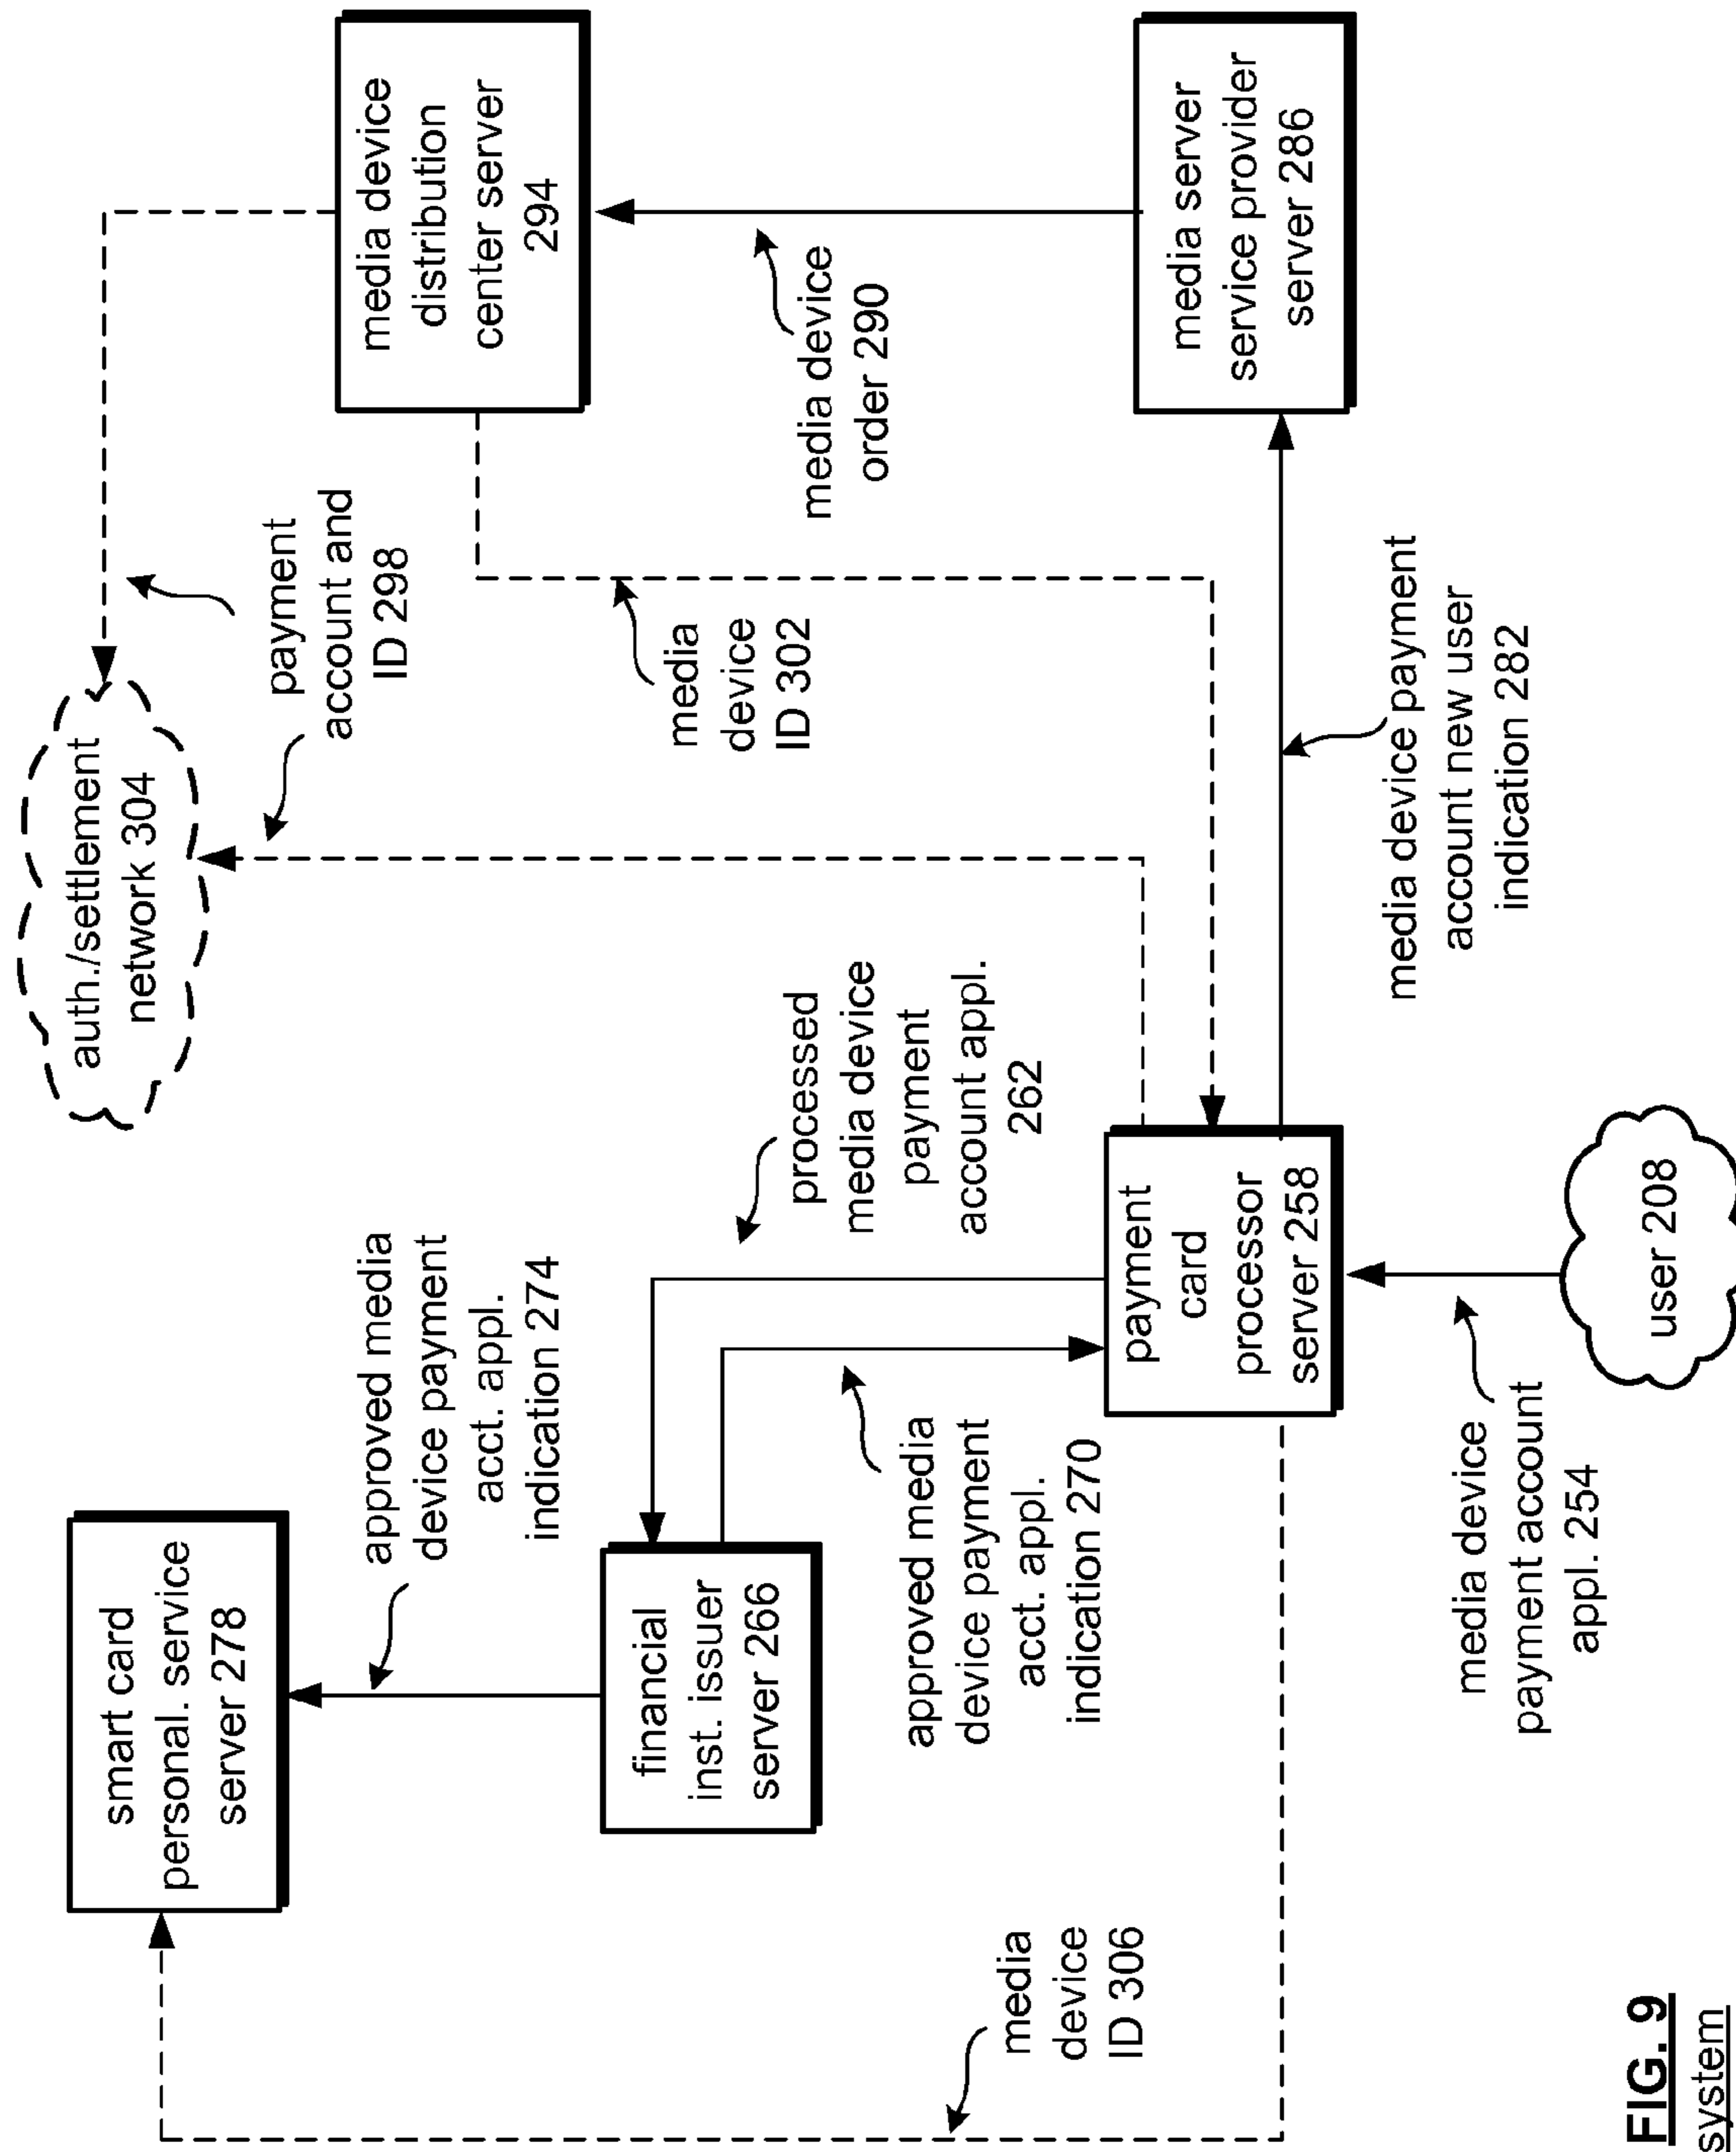 smart card
personal. service
server 278
auth./settlement
network 304
media device
distribution
center server
294
approved media
device payment
acct. appl.
indication 274
payment
account and
ID 298
financial
inst. issuer
server 266
processed
media device
payment
account appl.
262
media
device
ID 302
media device
order 290
approved media
device payment
acct. appl.
indication 270
media
device
ID 306
payment
card
processor
server 258
media server
service provider
server 286
media device payment
account new user
indication 282
media device
payment account
appl. 254
user 208
FIG. 9
system